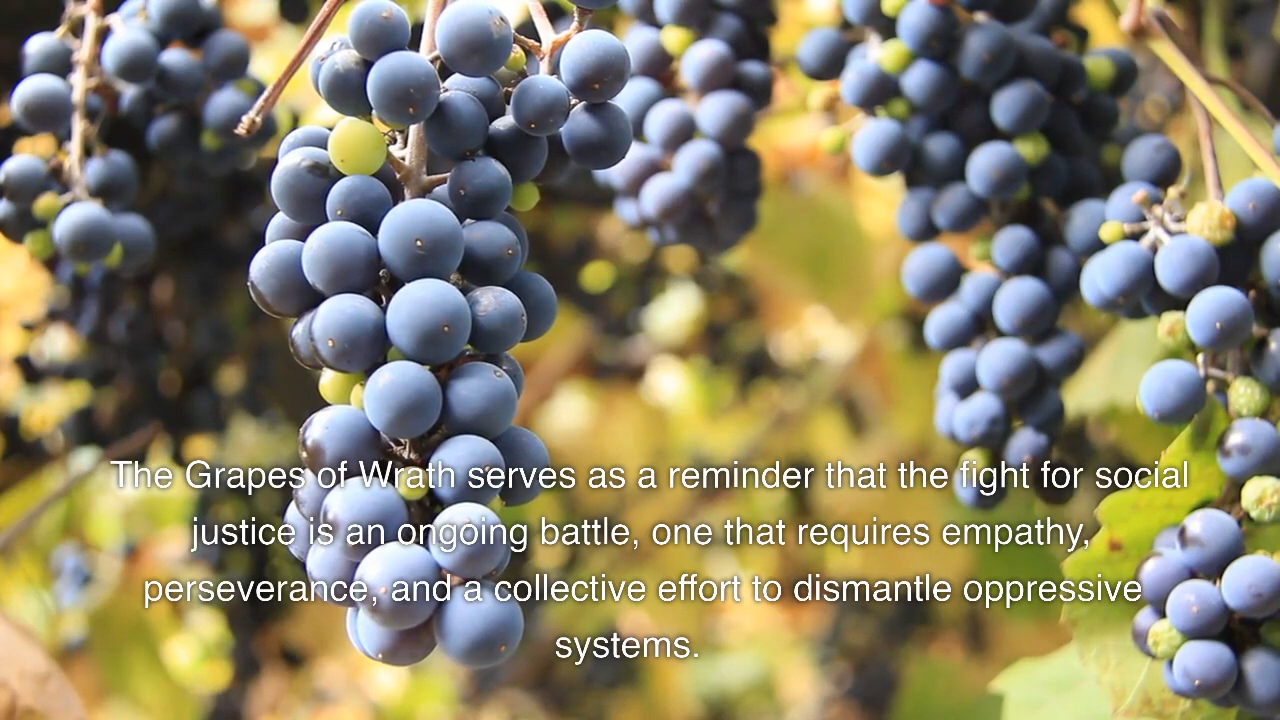 The Grapes of Wrath serves as a reminder that the fight for social
justice is an ongoing battle, one that requires empathy,
perseverance, and a collective effort to dismantle oppressive
systems.